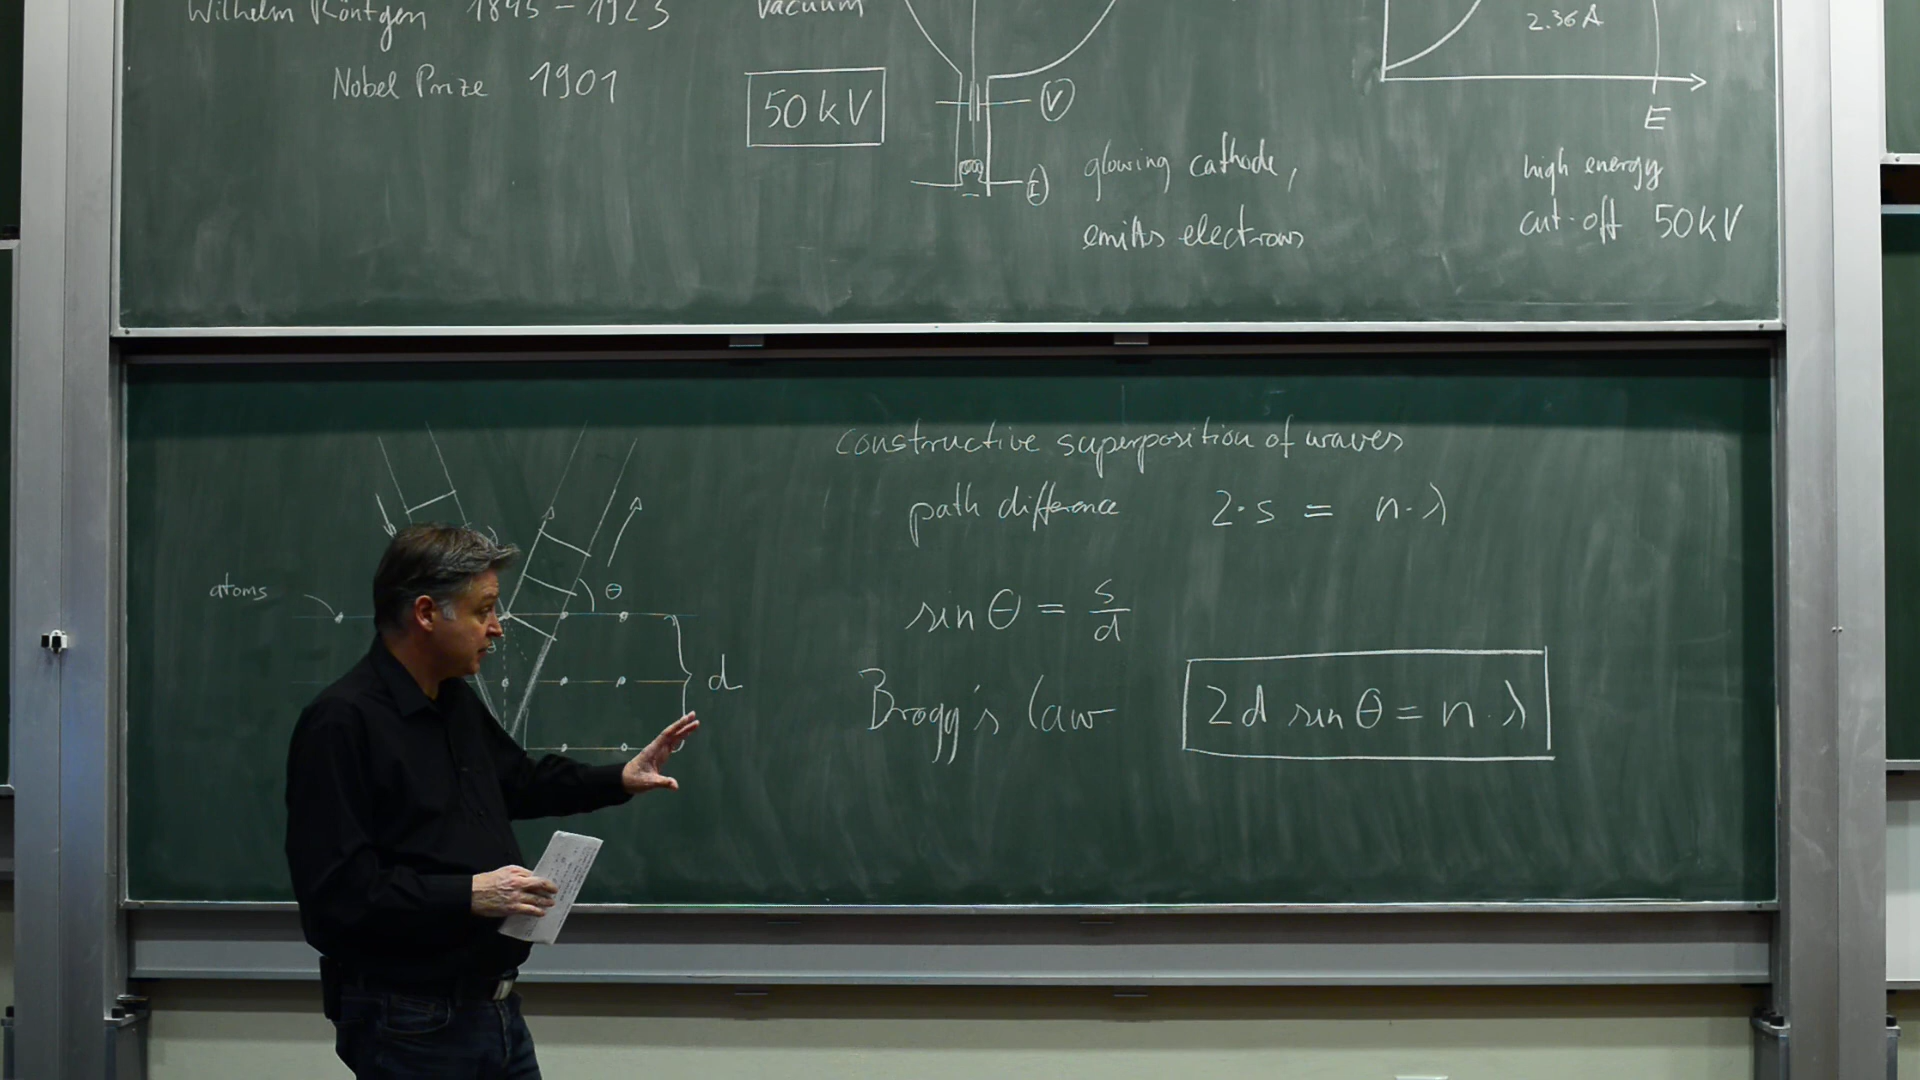 Wilhelm Röntgen 1845 – 1923
Nobel Prize 1901
Vacuum
50 kV
V
glowing cathode,
emitts electrons
2.36 A
E
high energy
cut-off 50 kV
atoms
θ
d
constructive superposition of waves
path difference 2·s = n·λ
sin θ = s/d
Bragg's law 2d sin θ = n·λ